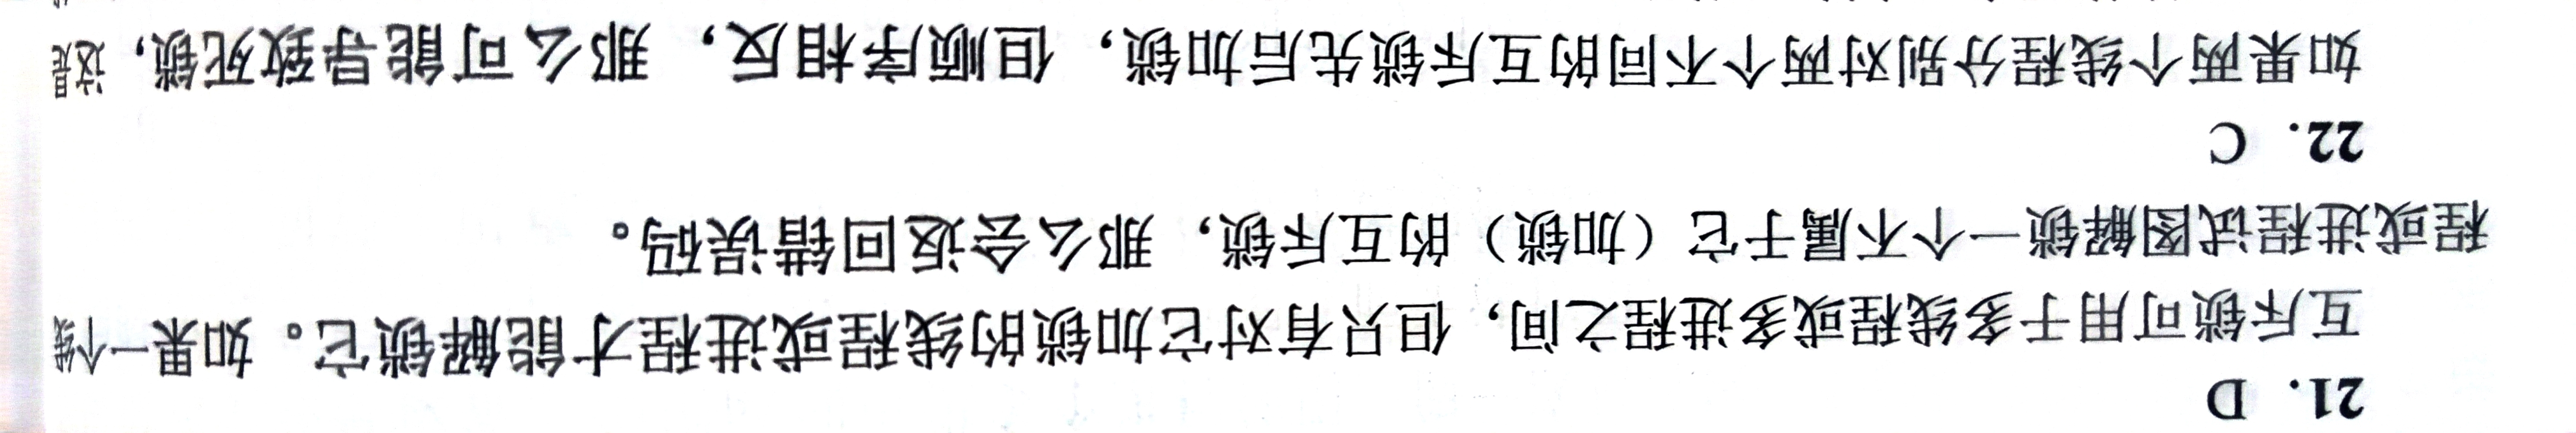 21. D
互斥锁可用于多线程或多进程之间，但只有对它加锁的线程或进程才能解锁它。如果一个线
程或进程试图解锁一个不属于它（加锁）的互斥锁，那么会返回错误码。
22. C
如果两个线程分别对两个不同的互斥锁先后加锁，但顺序相反，那么可能导致死锁，这是